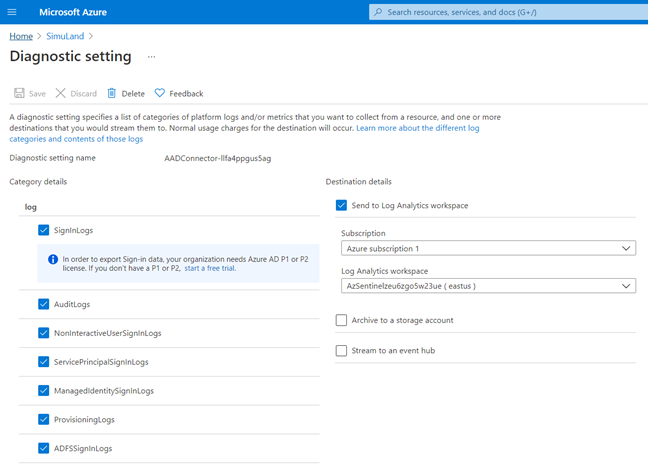 Microsoft Azure
Search resources, services, and docs (G+/)
Home > SimuLand >
Diagnostic setting ...
Save Discard Delete Feedback
A diagnostic setting specifies a list of categories of platform logs and/or metrics that you want to collect from a resource, and one or more
destinations that you would stream them to. Normal usage charges for the destination will occur. Learn more about the different log
categories and contents of those logs
Diagnostic setting name AADConnector-llfa4ppgus5ag
Category details
log
SignInLogs
In order to export Sign-in data, your organization needs Azure AD P1 or P2
license. If you don't have a P1 or P2, start a free trial.
AuditLogs
NonInteractiveUserSignInLogs
ServicePrincipalSignInLogs
ManagedIdentitySignInLogs
ProvisioningLogs
ADFSSignInLogs
Destination details
Send to Log Analytics workspace
Subscription
Azure subscription 1
Log Analytics workspace
AzSentinelzeu6zgo5w23ue ( eastus )
Archive to a storage account
Stream to an event hub